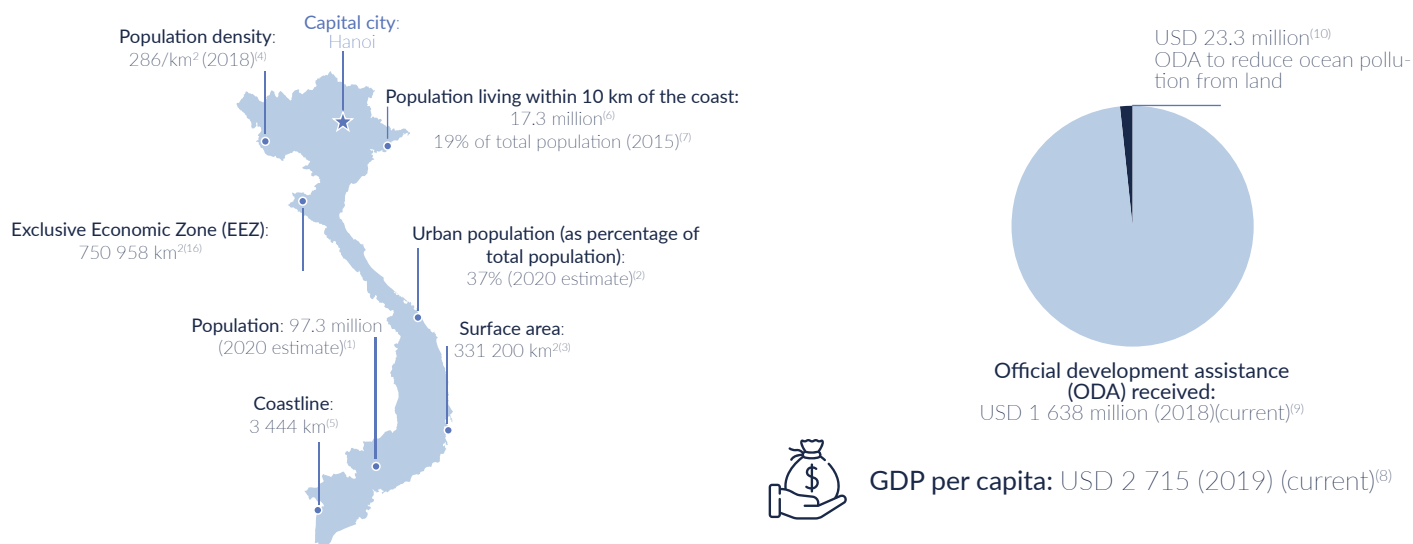 Capital city:
Hanoi
Population density:
286/km² (2018)(4)
Population living within 10 km of the coast:
17.3 million(6)
19% of total population (2015)(7)
Exclusive Economic Zone (EEZ):
750 958 km²(16)
Urban population (as percentage of
total population):
37% (2020 estimate)(2)
Population: 97.3 million
(2020 estimate)(1)
Surface area:
331 200 km²(3)
Coastline:
3 444 km(5)
USD 23.3 million(10)
ODA to reduce ocean pollu-
tion from land
Official development assistance
(ODA) received:
USD 1 638 million (2018)(current)(9)
$
GDP per capita: USD 2 715 (2019) (current)(8)